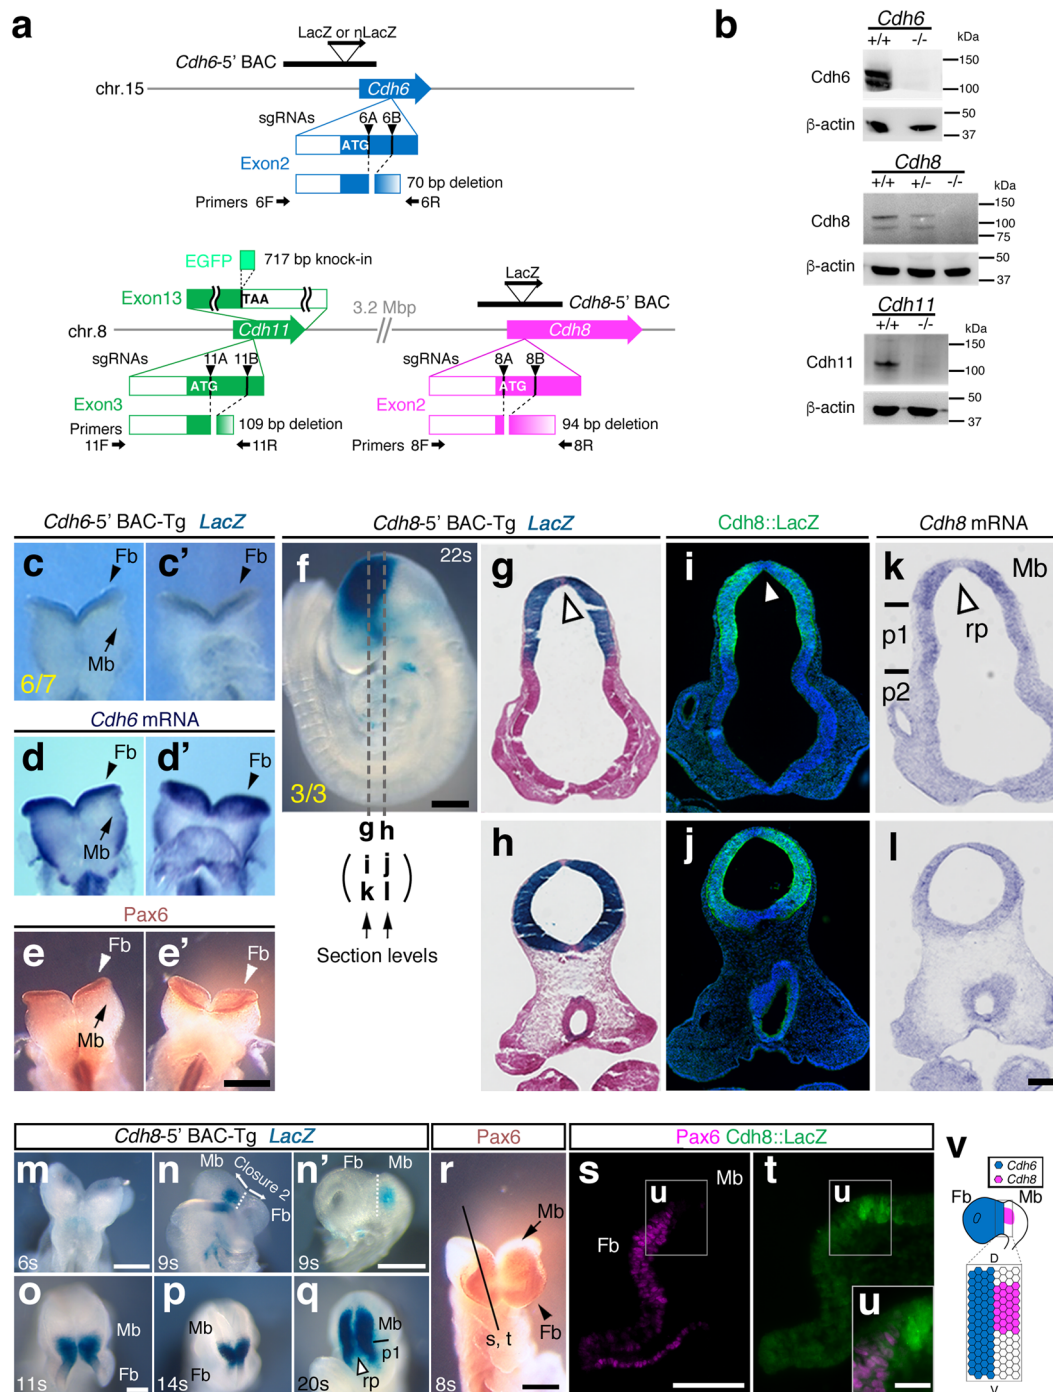 a
LacZ or nLacZ
Cdh6-5' BAC
chr.15
Cdh6
sgRNAs 6A 6B
ATG
Exon2
70 bp deletion
Primers 6F 6R
EGFP 717 bp knock-in
Exon13 TAA
LacZ
Cdh8-5' BAC
3.2 Mbp
chr.8 Cdh11 Cdh8
sgRNAs 11A 11B
ATG
Exon3
109 bp deletion
Primers
11F 11R
sgRNAs 8A 8B
ATG
Exon2
94 bp deletion
Primers 8F 8R
b
Cdh6
+/+ -/- kDa
Cdh6
150
100
β-actin
50
37
Cdh8
+/+ +/- -/- kDa
Cdh8
150
100
75
β-actin
50
37
Cdh11
+/+ -/- kDa
Cdh11
150
100
β-actin
50
37
Cdh6-5' BAC-Tg LacZ
c Fb
Mb
6/7
c' Fb
Cdh6 mRNA
d Fb
Mb
d' Fb
Pax6
e Fb
Mb
e' Fb
Cdh8-5' BAC-Tg LacZ
f 22s
3/3
g h
i j
k l
Section levels
g
h
Cdh8::LacZ
i
j
Cdh8 mRNA
k Mb
p1
rp
p2
l
Cdh8-5' BAC-Tg LacZ
m
6s
n Mb
Closure 2
Fb
9s
n' Fb Mb
9s
o
Mb
Fb
11s
p
Mb
Fb
14s
q
Mb
p1
rp
20s
Pax6
r
Mb
s, t
Fb
8s
Pax6 Cdh8::LacZ
s
u
Mb
Fb
t
u
u
v
Cdh6
Cdh8
Fb Mb
D
V